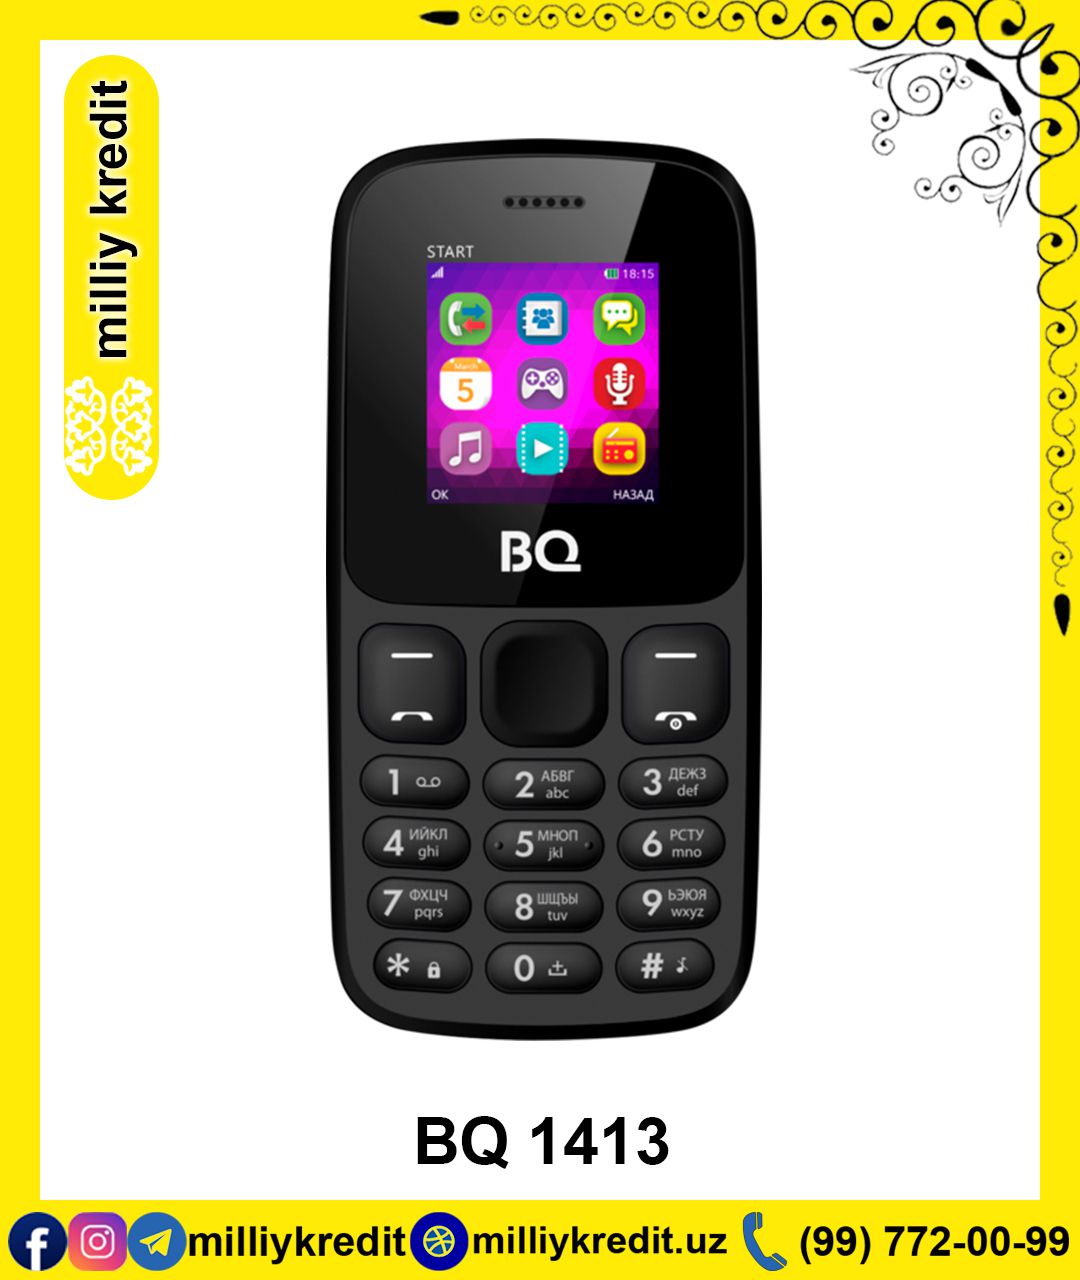 milliy kredit
START
18:15
March
5
OK НАЗАД
BQ
1
2 АБВГ abc
3 ДЕЖЗ def
4 ИЙКЛ ghi
5 МНОП jkl
6 РСТУ mno
7 ФХЦЧ pqrs
8 ШЩЪЫ tuv
9 ЬЭЮЯ wxyz
*
0
#
BQ 1413
milliykredit milliykredit.uz (99) 772-00-99